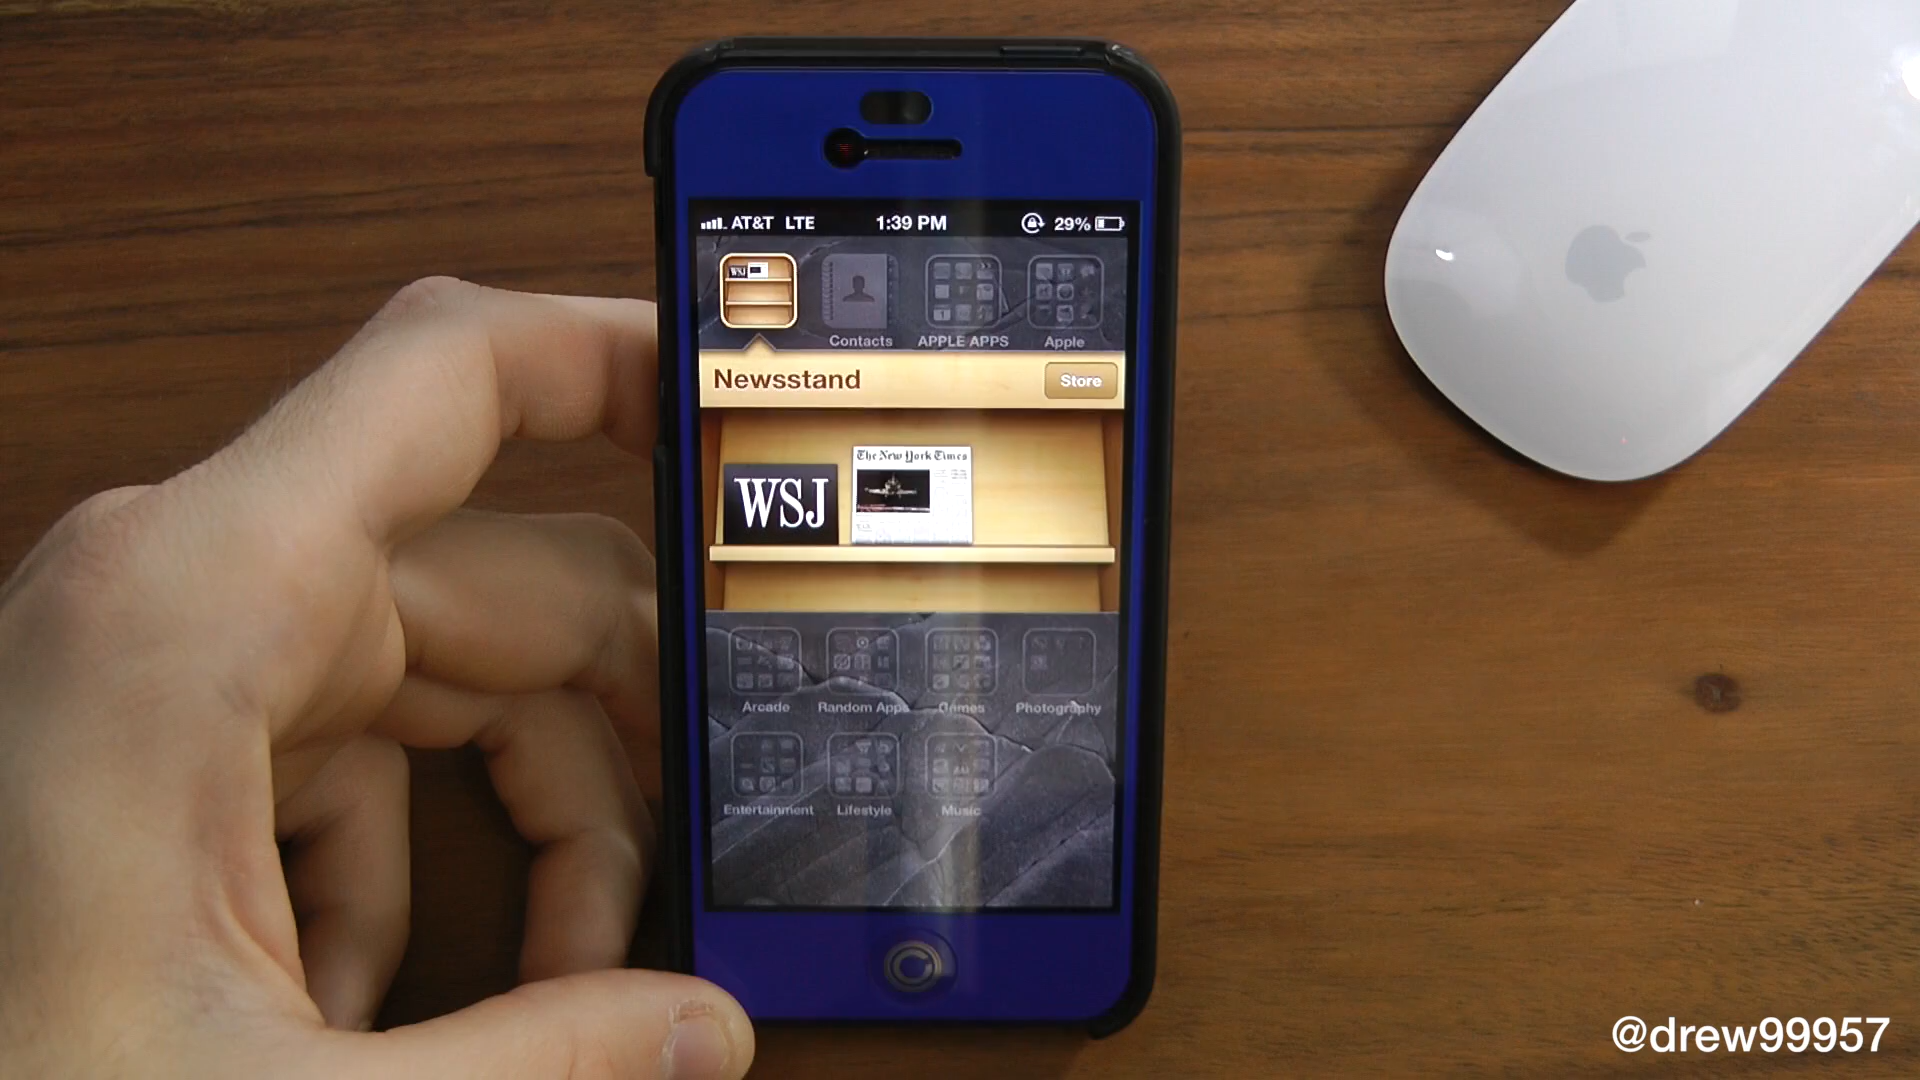 AT&T LTE 1:39 PM 29%
WSJ
Contacts APPLE APPS Apple
Newsstand Store
WSJ The New York Times
Arcade Random Apps Games Photography
Entertainment Lifestyle Music
@drew99957